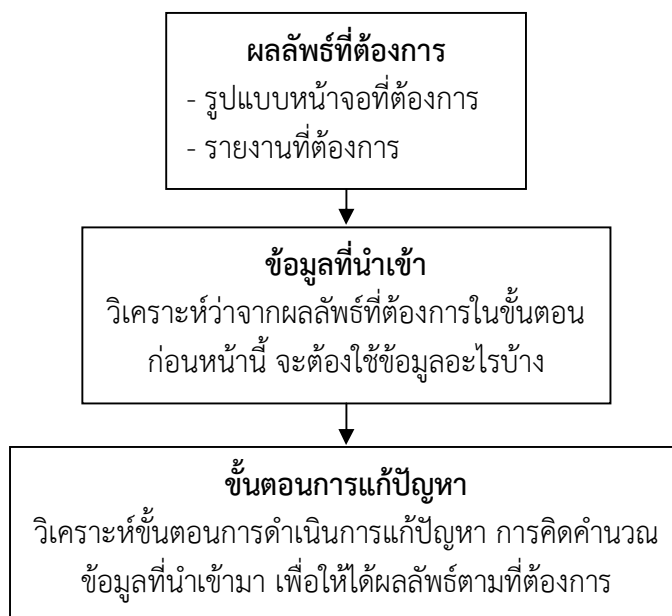 ผลลัพธ์ที่ต้องการ
- รูปแบบหน้าจอที่ต้องการ
- รายงานที่ต้องการ
ข้อมูลที่นำเข้า
วิเคราะห์ว่าจากผลลัพธ์ที่ต้องการในขั้นตอน
ก่อนหน้านี้ จะต้องใช้ข้อมูลอะไรบ้าง
ขั้นตอนการแก้ปัญหา
วิเคราะห์ขั้นตอนการดำเนินการแก้ปัญหา การคิดคำนวณ
ข้อมูลที่นำเข้ามา เพื่อให้ได้ผลลัพธ์ตามที่ต้องการ